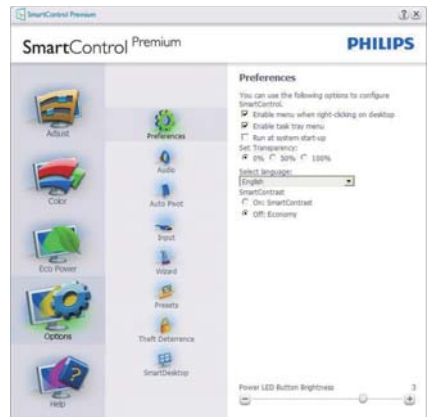 SmartControl Premium
SmartControl Premium
PHILIPS
Adjust
Color
Eco Power
Options
Help
Preferences
Audio
Auto Pivot
Input
Wizard
Presets
Theft Deterrence
SmartDesktop
Preferences
You can use the following options to configure
SmartControl.
Enable menu when right-clicking on desktop
Enable task tray menu
Run at system start-up
Set Transparency:
0% 50% 100%
Select language:
English
SmartContrast
On: SmartContrast
Off: Economy
Power LED Button Brightness 3